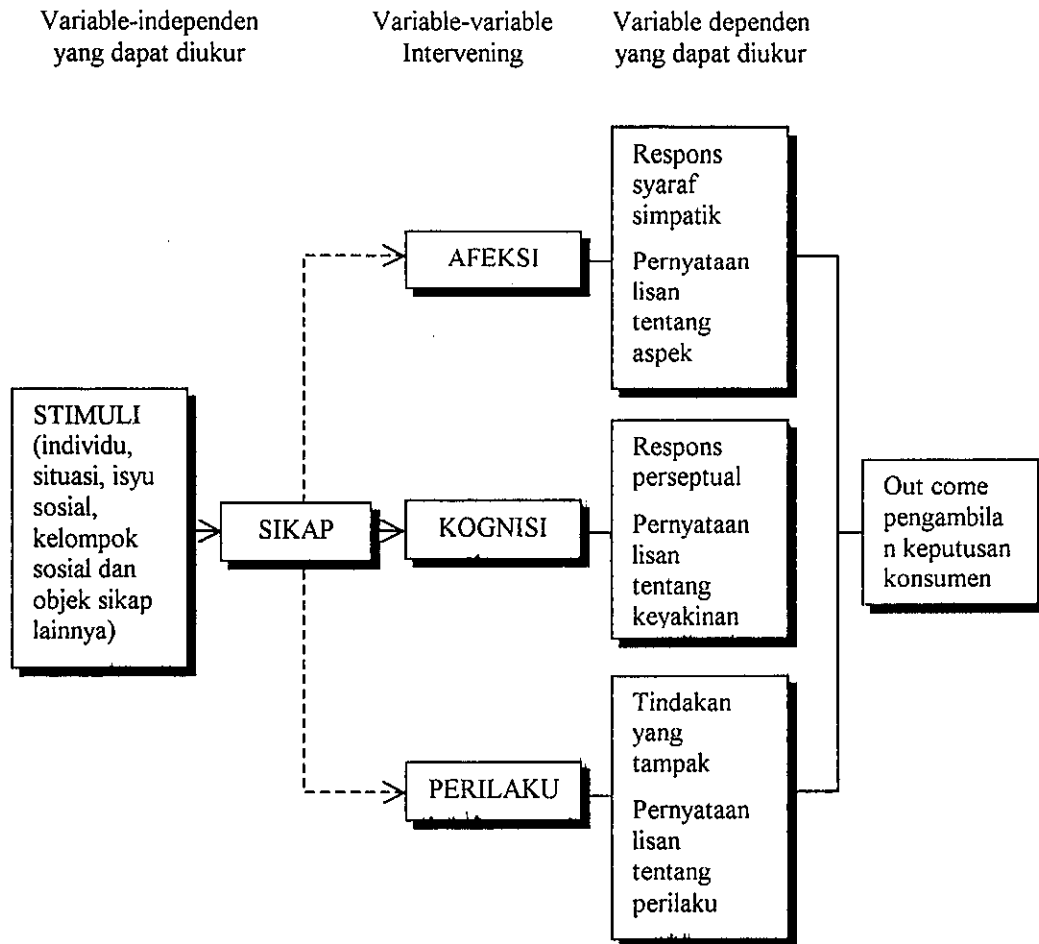 Variable-independen
yang dapat diukur
Variable-variable
Intervening
Variable dependen
yang dapat diukur
STIMULI
(individu,
situasi, isyu
sosial,
kelompok
sosial dan
objek sikap
lainnya)
SIKAP
AFEKSI
KOGNISI
PERILAKU
Respons
syaraf
simpatik
Pernyataan
lisan
tentang
aspek
Respons
perseptual
Pernyataan
lisan
tentang
keyakinan
Tindakan
yang
tampak
Pernyataan
lisan
tentang
perilaku
Out come
pengambila
n keputusan
konsumen